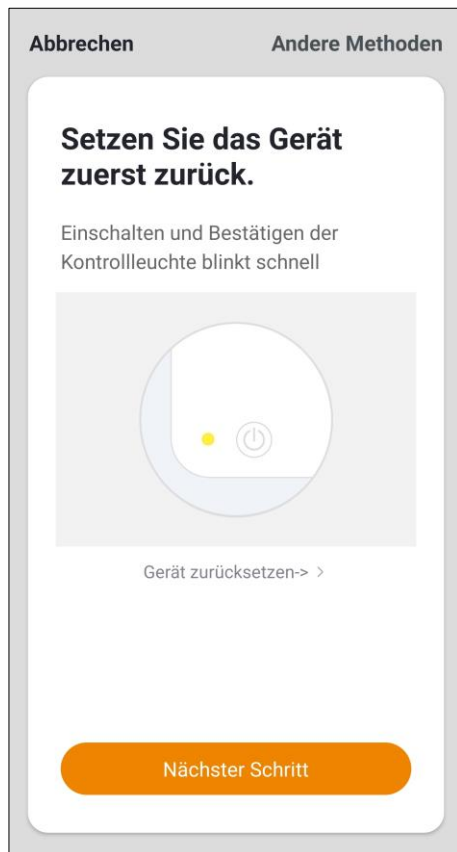 Abbrechen Andere Methoden
Setzen Sie das Gerät
zuerst zurück.
Einschalten und Bestätigen der
Kontrollleuchte blinkt schnell
Gerät zurücksetzen-> >
Nächster Schritt